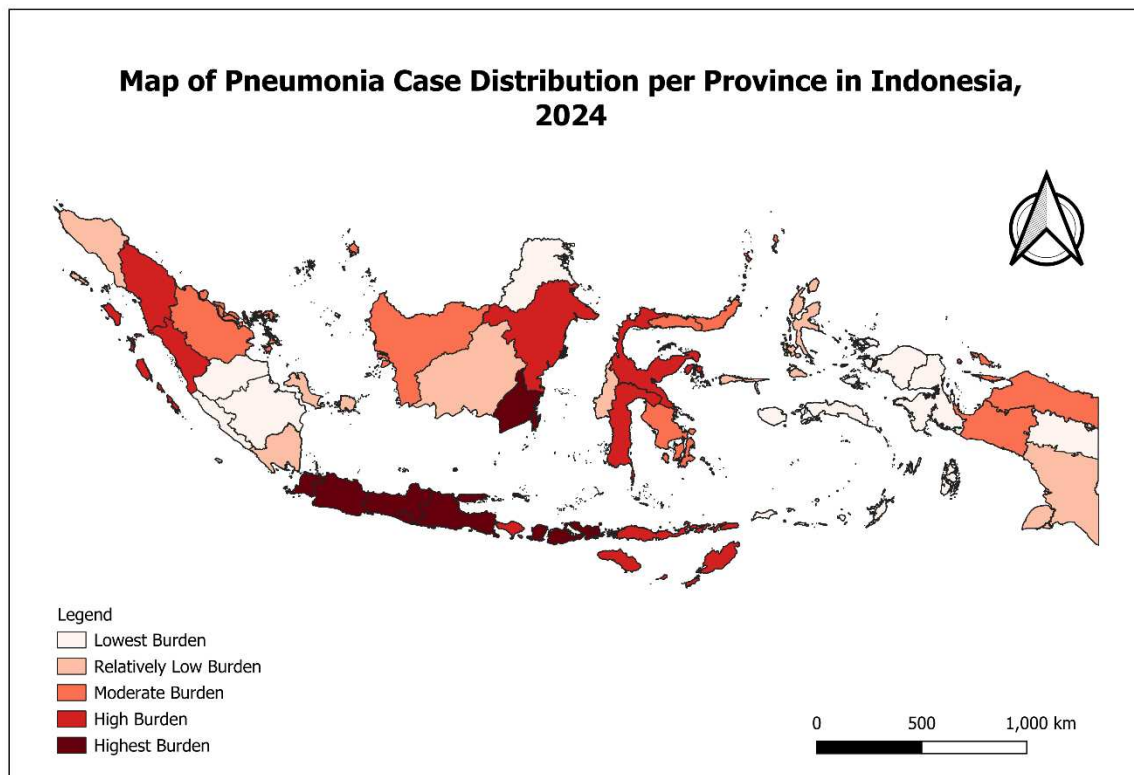 Map of Pneumonia Case Distribution per Province in Indonesia,
2024
Legend
Lowest Burden
Relatively Low Burden
Moderate Burden
High Burden
Highest Burden
0 500 1,000 km